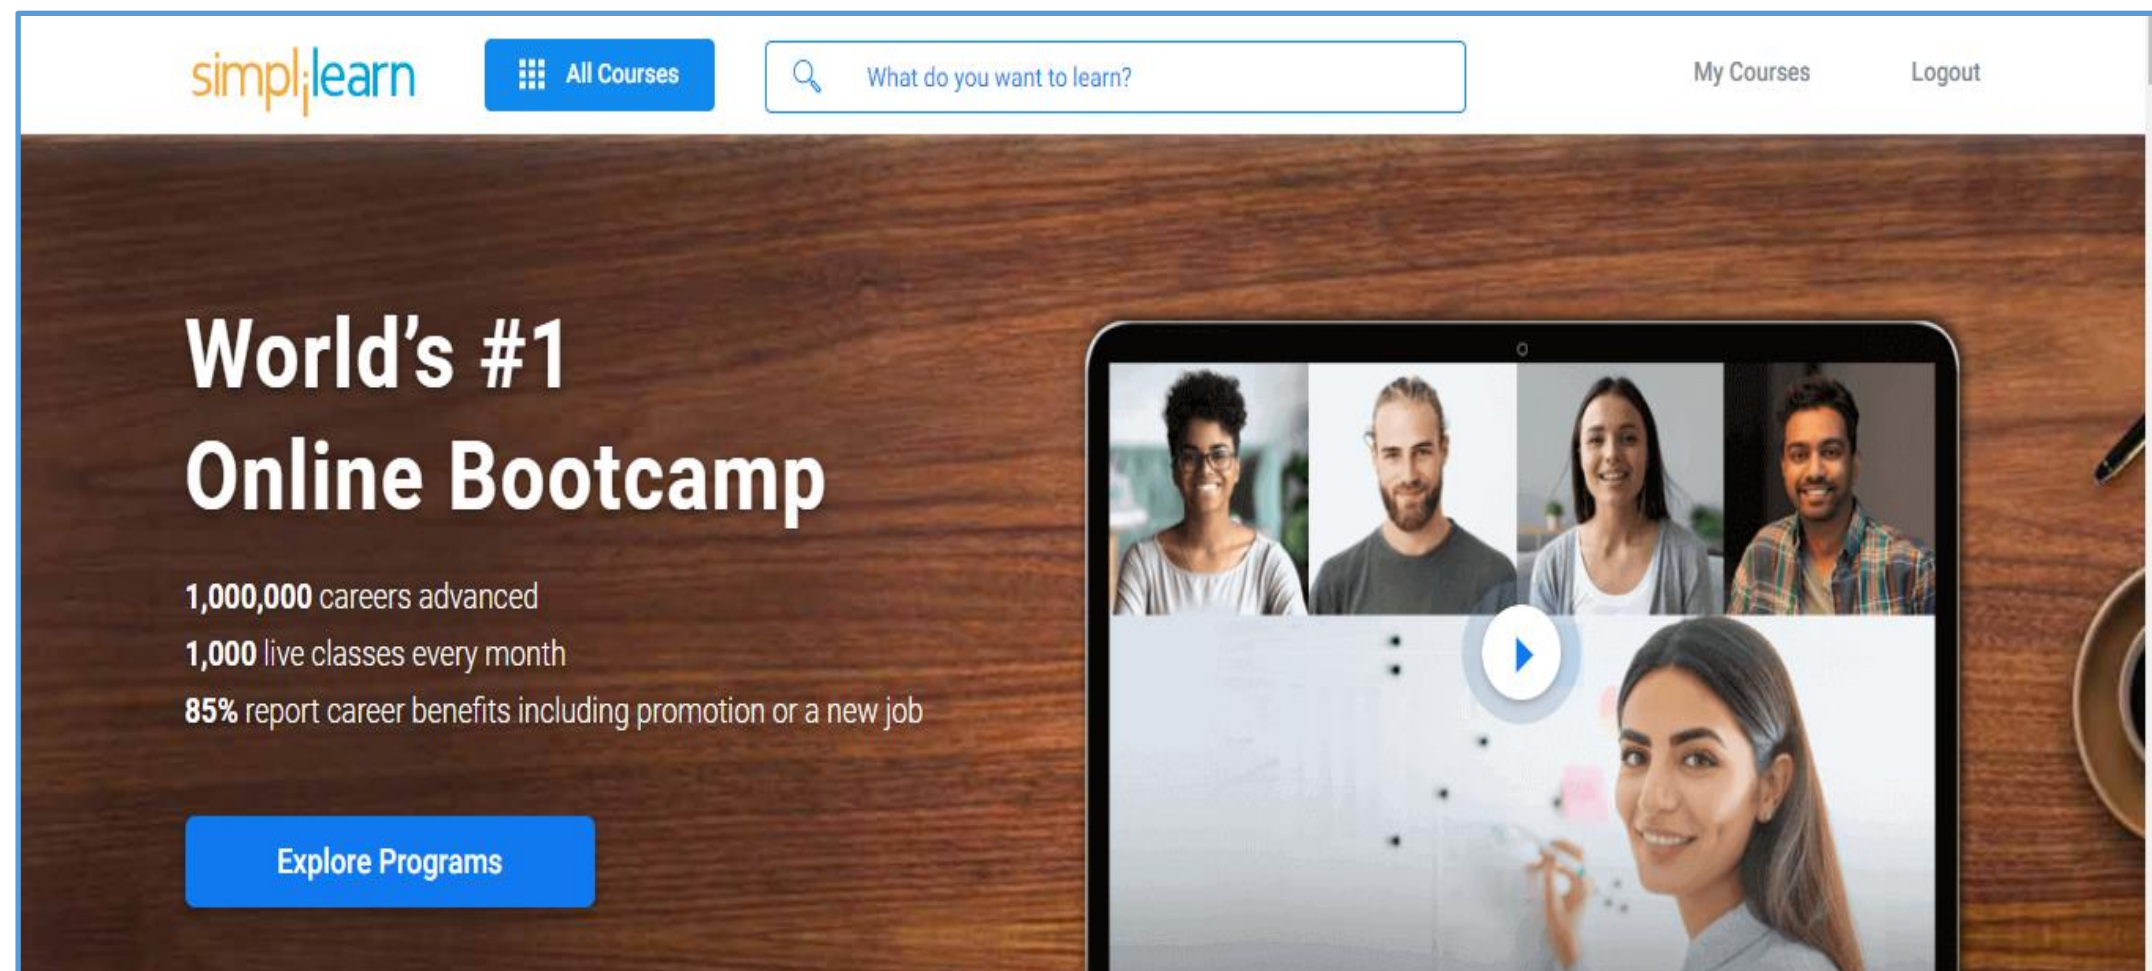 simplilearn
All Courses
What do you want to learn?
My Courses
Logout
World’s #1
Online Bootcamp
1,000,000 careers advanced
1,000 live classes every month
85% report career benefits including promotion or a new job
Explore Programs